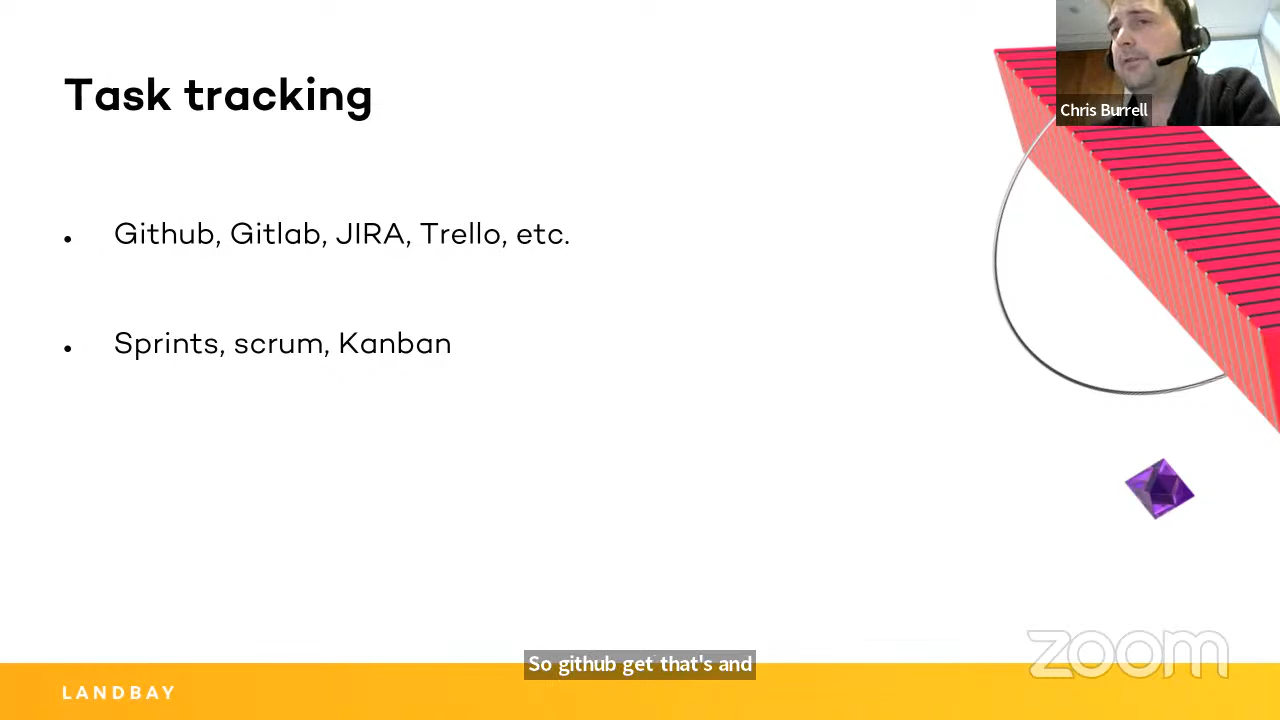 Task tracking
Chris Burrell
Github, Gitlab, JIRA, Trello, etc.
Sprints, scrum, Kanban
So github get that's and
zoom
LANDBAY